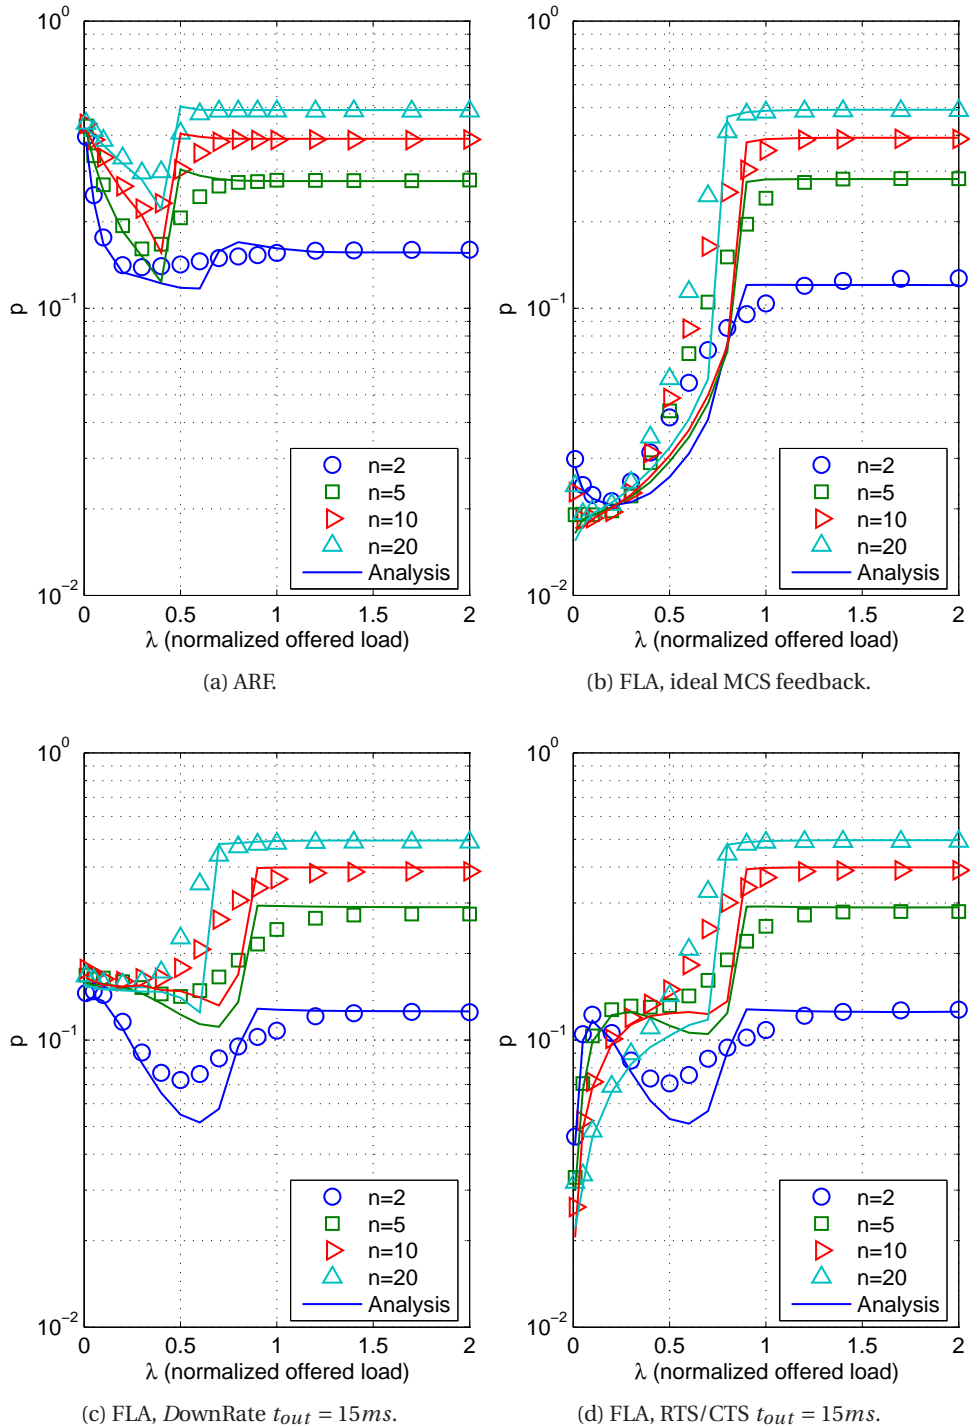 10^0
10^-1
10^-2
p
0 0.5 1 1.5 2
λ (normalized offered load)
n=2
n=5
n=10
n=20
Analysis
(a) ARF.
10^0
10^-1
10^-2
p
0 0.5 1 1.5 2
λ (normalized offered load)
n=2
n=5
n=10
n=20
Analysis
(b) FLA, ideal MCS feedback.
10^0
10^-1
10^-2
p
0 0.5 1 1.5 2
λ (normalized offered load)
n=2
n=5
n=10
n=20
Analysis
(c) FLA, DownRate t_out = 15ms.
10^0
10^-1
10^-2
p
0 0.5 1 1.5 2
λ (normalized offered load)
n=2
n=5
n=10
n=20
Analysis
(d) FLA, RTS/CTS t_out = 15ms.